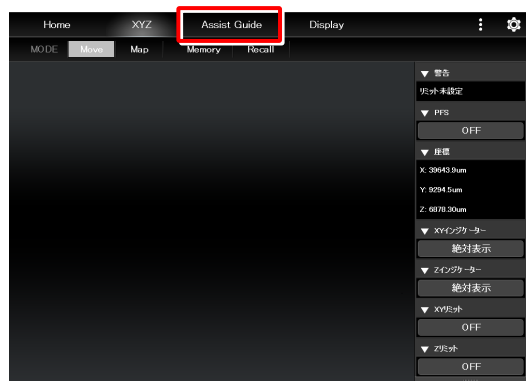 Home XYZ Assist Guide Display
MODE Move Map Memory Recall
▼ 警告
リミット未設定
▼ PFS
OFF
▼ 座標
X: 39643.9um
Y: 9294.5um
Z: 6878.30um
▼ XYインジケーター
絶対表示
▼ Zインジケーター
絶対表示
▼ XYリミット
OFF
▼ Zリミット
OFF